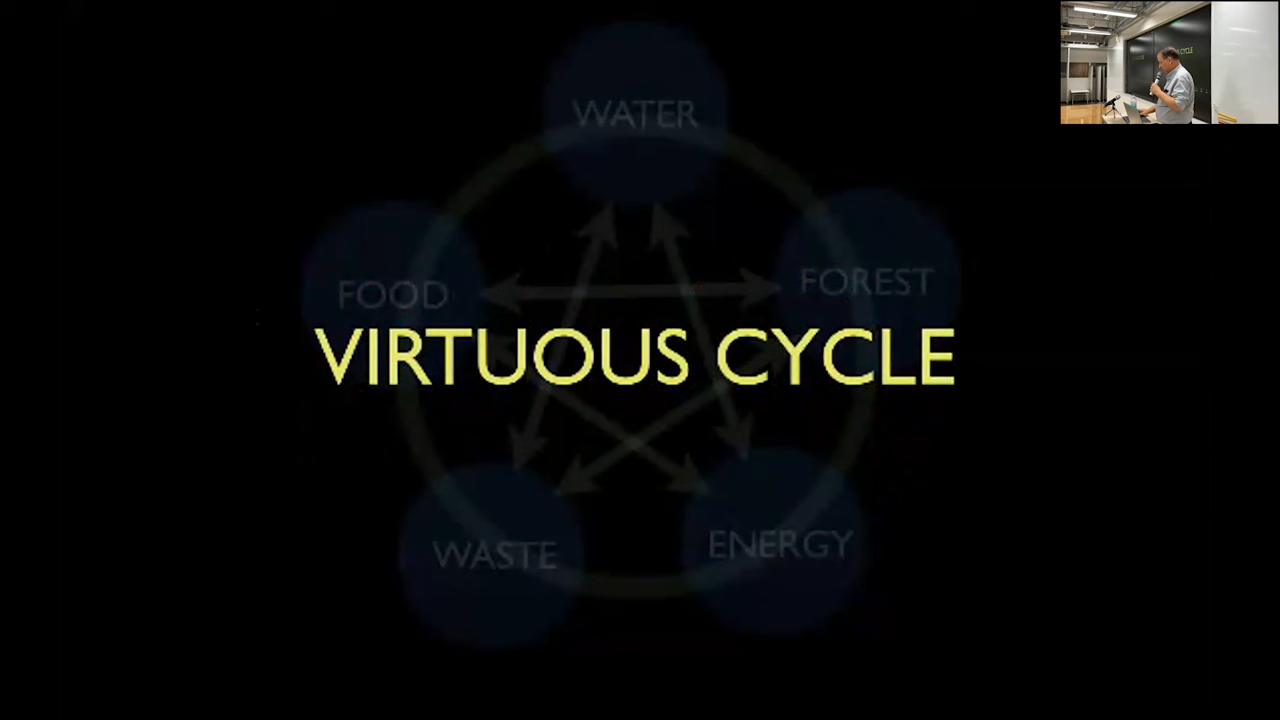 WATER
FOOD
FOREST
VIRTUOUS CYCLE
WASTE
ENERGY